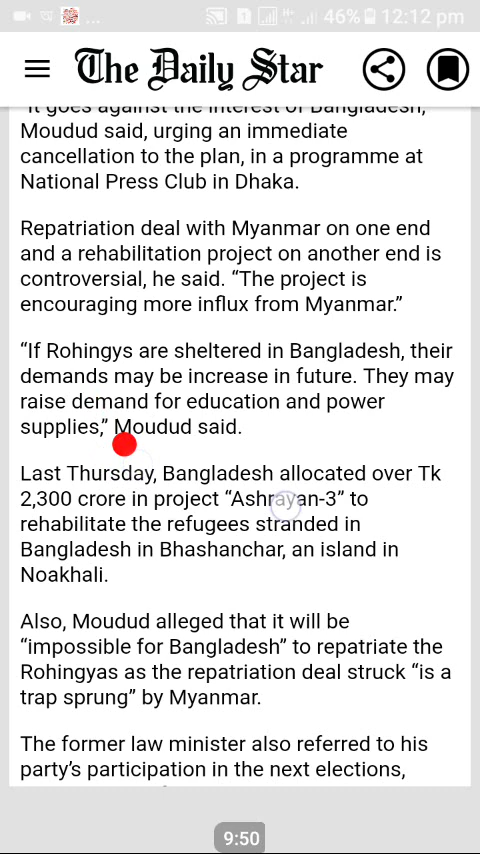 46% 12:12 pm
The Daily Star
"It goes against the interest of Bangladesh,"
Moudud said, urging an immediate
cancellation to the plan, in a programme at
National Press Club in Dhaka.
Repatriation deal with Myanmar on one end
and a rehabilitation project on another end is
controversial, he said. “The project is
encouraging more influx from Myanmar.”
“If Rohingys are sheltered in Bangladesh, their
demands may be increase in future. They may
raise demand for education and power
supplies,” Moudud said.
Last Thursday, Bangladesh allocated over Tk
2,300 crore in project “Ashrayan-3” to
rehabilitate the refugees stranded in
Bangladesh in Bhashanchar, an island in
Noakhali.
Also, Moudud alleged that it will be
“impossible for Bangladesh” to repatriate the
Rohingyas as the repatriation deal struck “is a
trap sprung” by Myanmar.
The former law minister also referred to his
party’s participation in the next elections,
9:50